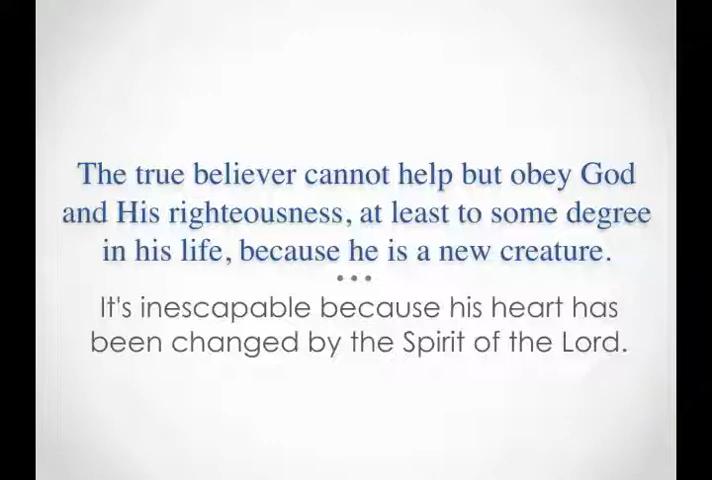 The true believer cannot help but obey God
and His righteousness, at least to some degree
in his life, because he is a new creature.
It's inescapable because his heart has
been changed by the Spirit of the Lord.